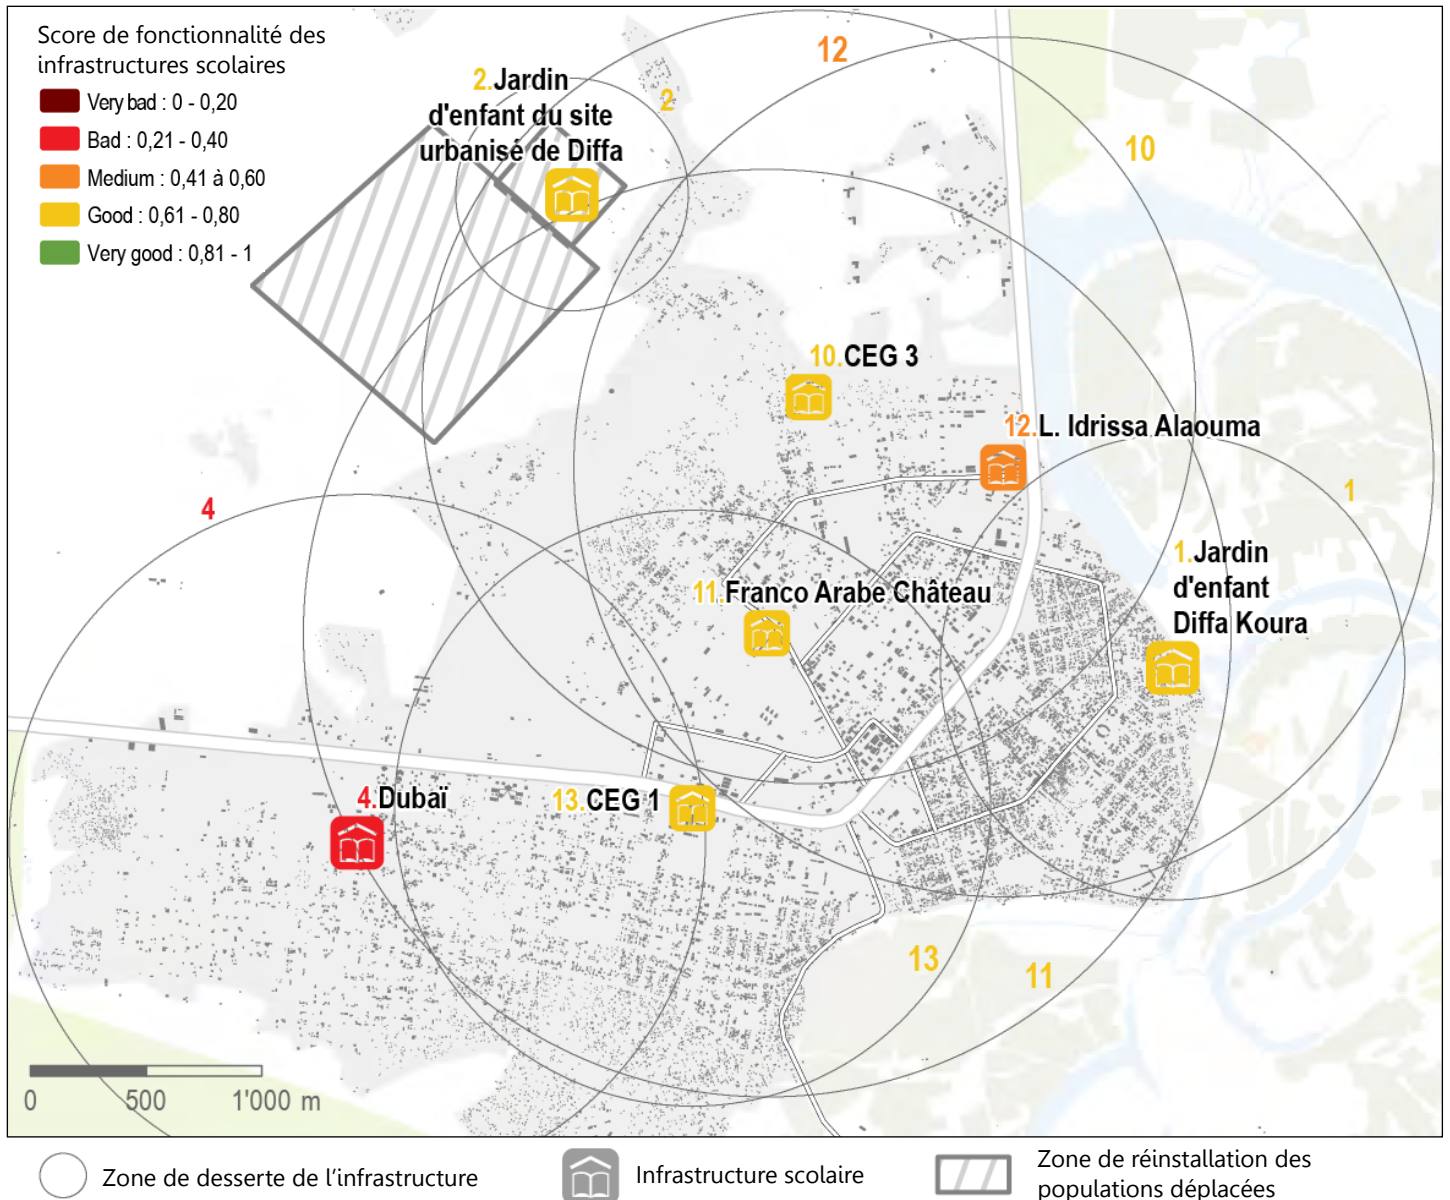 Score de fonctionnalité des
infrastructures scolaires
Very bad : 0 - 0,20
Bad : 0,21 - 0,40
Medium : 0,41 à 0,60
Good : 0,61 - 0,80
Very good : 0,81 - 1
12
2.Jardin
d'enfant du site
urbanisé de Diffa
2
10
10.CEG 3
12.L. Idrissa Alaouma
4
1
1.Jardin
d'enfant
Diffa Koura
11.Franco Arabe Château
4.Dubaï
13.CEG 1
13
11
0 500 1'000 m
Zone de desserte de l'infrastructure
Infrastructure scolaire
Zone de réinstallation des
populations déplacées